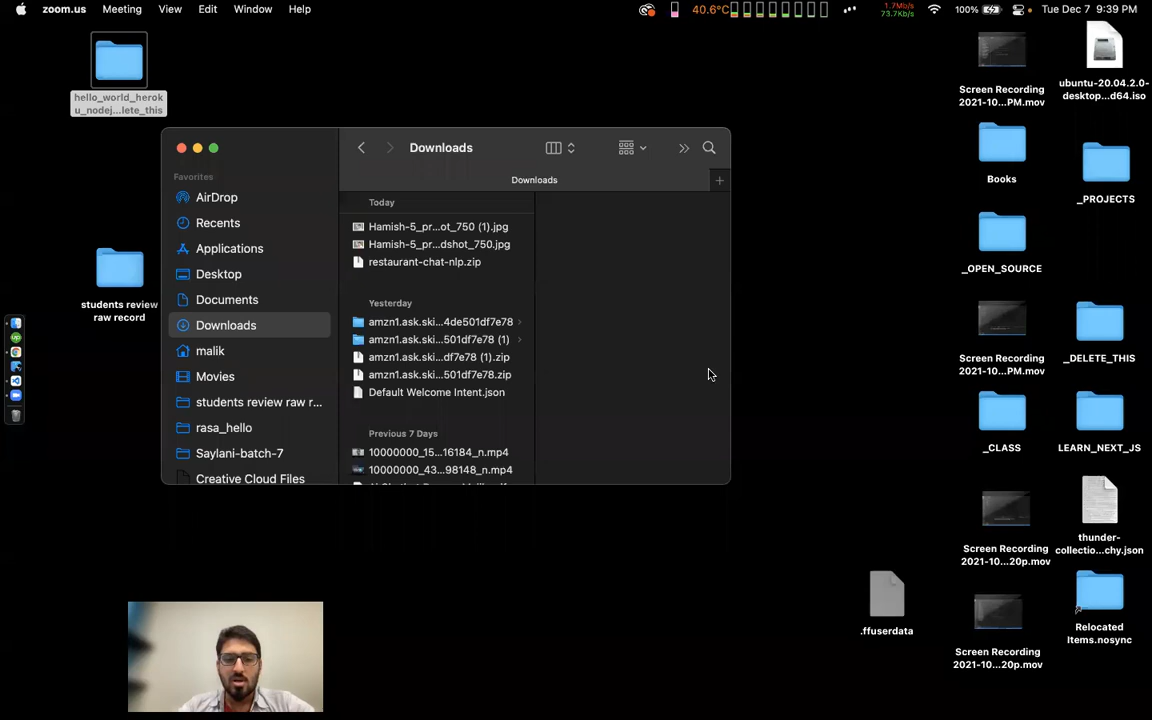 zoom.us Meeting View Edit Window Help
40.6°C
1.7Mb/s
73.7Kb/s
100%
Tue Dec 7 9:39 PM
hello_world_herok
u_nodej...lete_this
students review
raw record
Downloads
Downloads
Favorites
AirDrop
Recents
Applications
Desktop
Documents
Downloads
malik
Movies
students review raw r...
rasa_hello
Saylani-batch-7
Creative Cloud Files
Today
Hamish-5_pr...ot_750 (1).jpg
Hamish-5_pr...dshot_750.jpg
restaurant-chat-nlp.zip
Yesterday
amzn1.ask.ski...4de501df7e78
amzn1.ask.ski...501df7e78 (1)
amzn1.ask.ski...df7e78 (1).zip
amzn1.ask.ski...501df7e78.zip
Default Welcome Intent.json
Previous 7 Days
10000000_15...16184_n.mp4
10000000_43...98148_n.mp4
Screen Recording
2021-10...PM.mov
ubuntu-20.04.2.0-
desktop...d64.iso
Books
_PROJECTS
_OPEN_SOURCE
Screen Recording
2021-10...PM.mov
_DELETE_THIS
_CLASS
LEARN_NEXT_JS
Screen Recording
2021-10...20p.mov
thunder-
collectio...chy.json
.ffuserdata
Screen Recording
2021-10...20p.mov
Relocated
Items.nosync